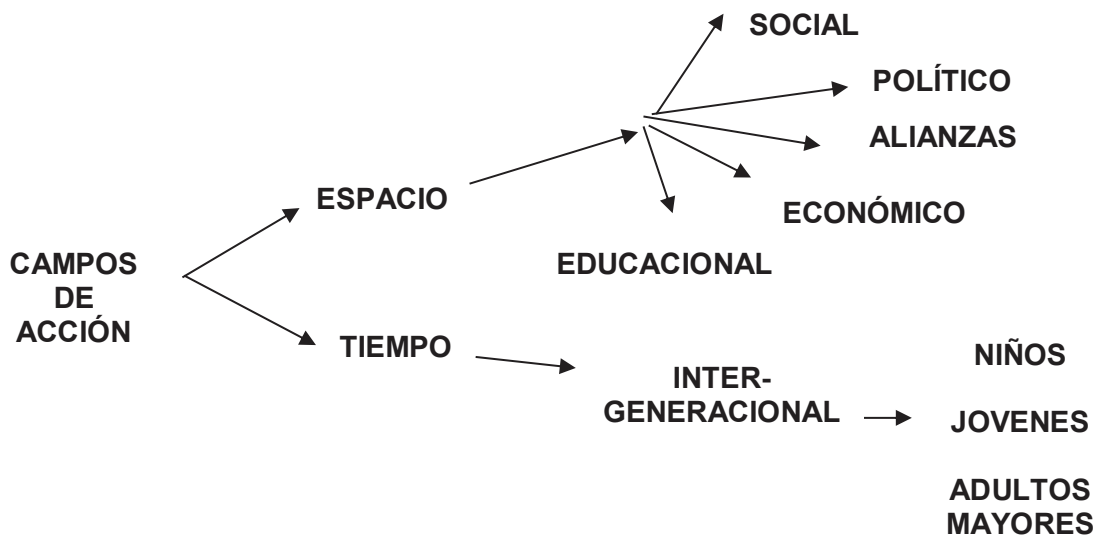 SOCIAL
POLÍTICO
ALIANZAS
ESPACIO
ECONÓMICO
CAMPOS
DE
ACCIÓN
EDUCACIONAL
TIEMPO
NIÑOS
INTER-
GENERACIONAL
JOVENES
ADULTOS
MAYORES